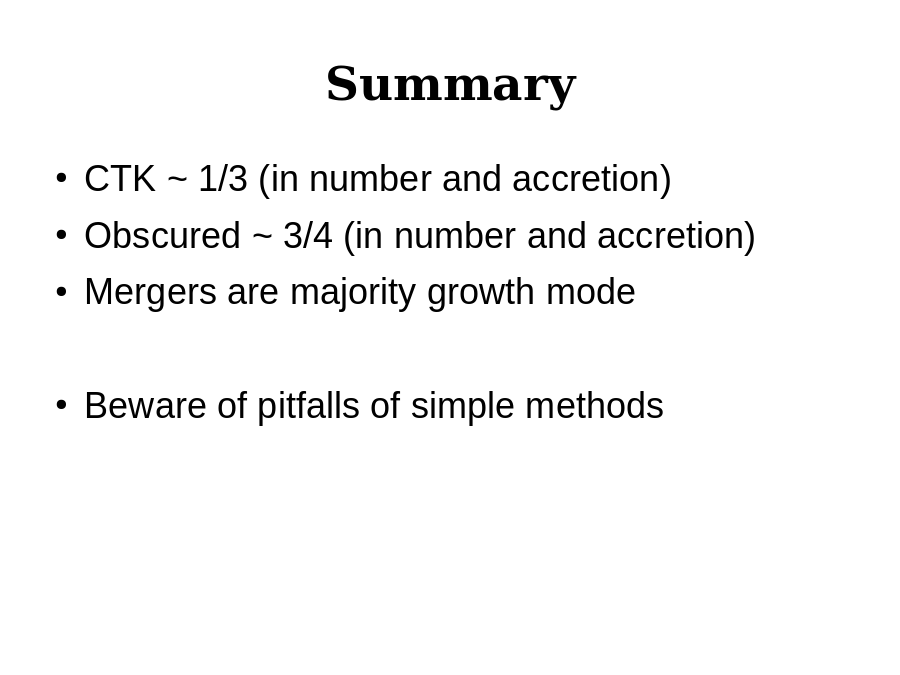 Summary
• CTK ~ 1/3 (in number and accretion)
• Obscured ~ 3/4 (in number and accretion)
• Mergers are majority growth mode
• Beware of pitfalls of simple methods